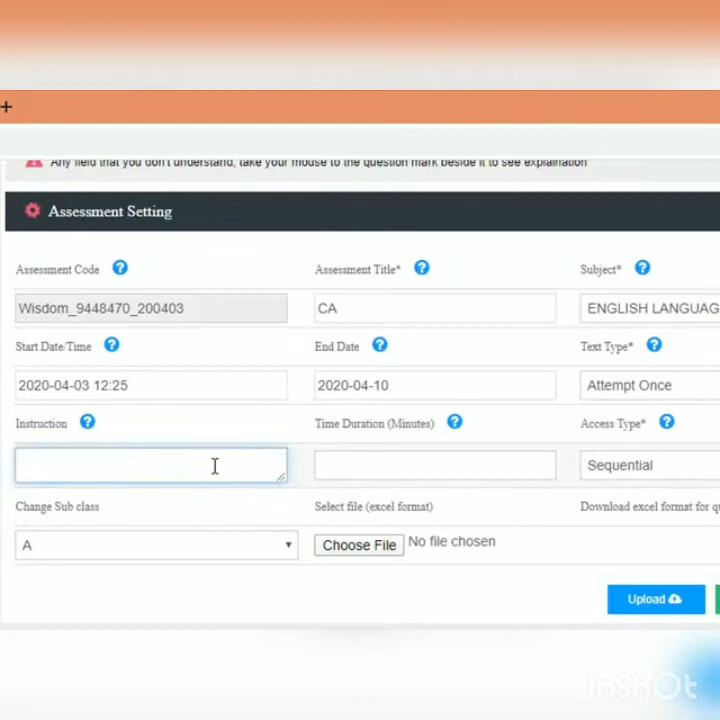 +
Any field that you don't understand, take your mouse to the question mark beside it to see explaination
Assessment Setting
Assessment Code ? Assessment Title* ? Subject* ?
Wisdom_9448470_200403 CA ENGLISH LANGUAG
Start Date/Time ? End Date ? Text Type* ?
2020-04-03 12:25 2020-04-10 Attempt Once
Instruction ? Time Duration (Minutes) ? Access Type* ?
Sequential
Change Sub class Select file (excel format) Download excel format for qu
A Choose File No file chosen
Upload
InShOt